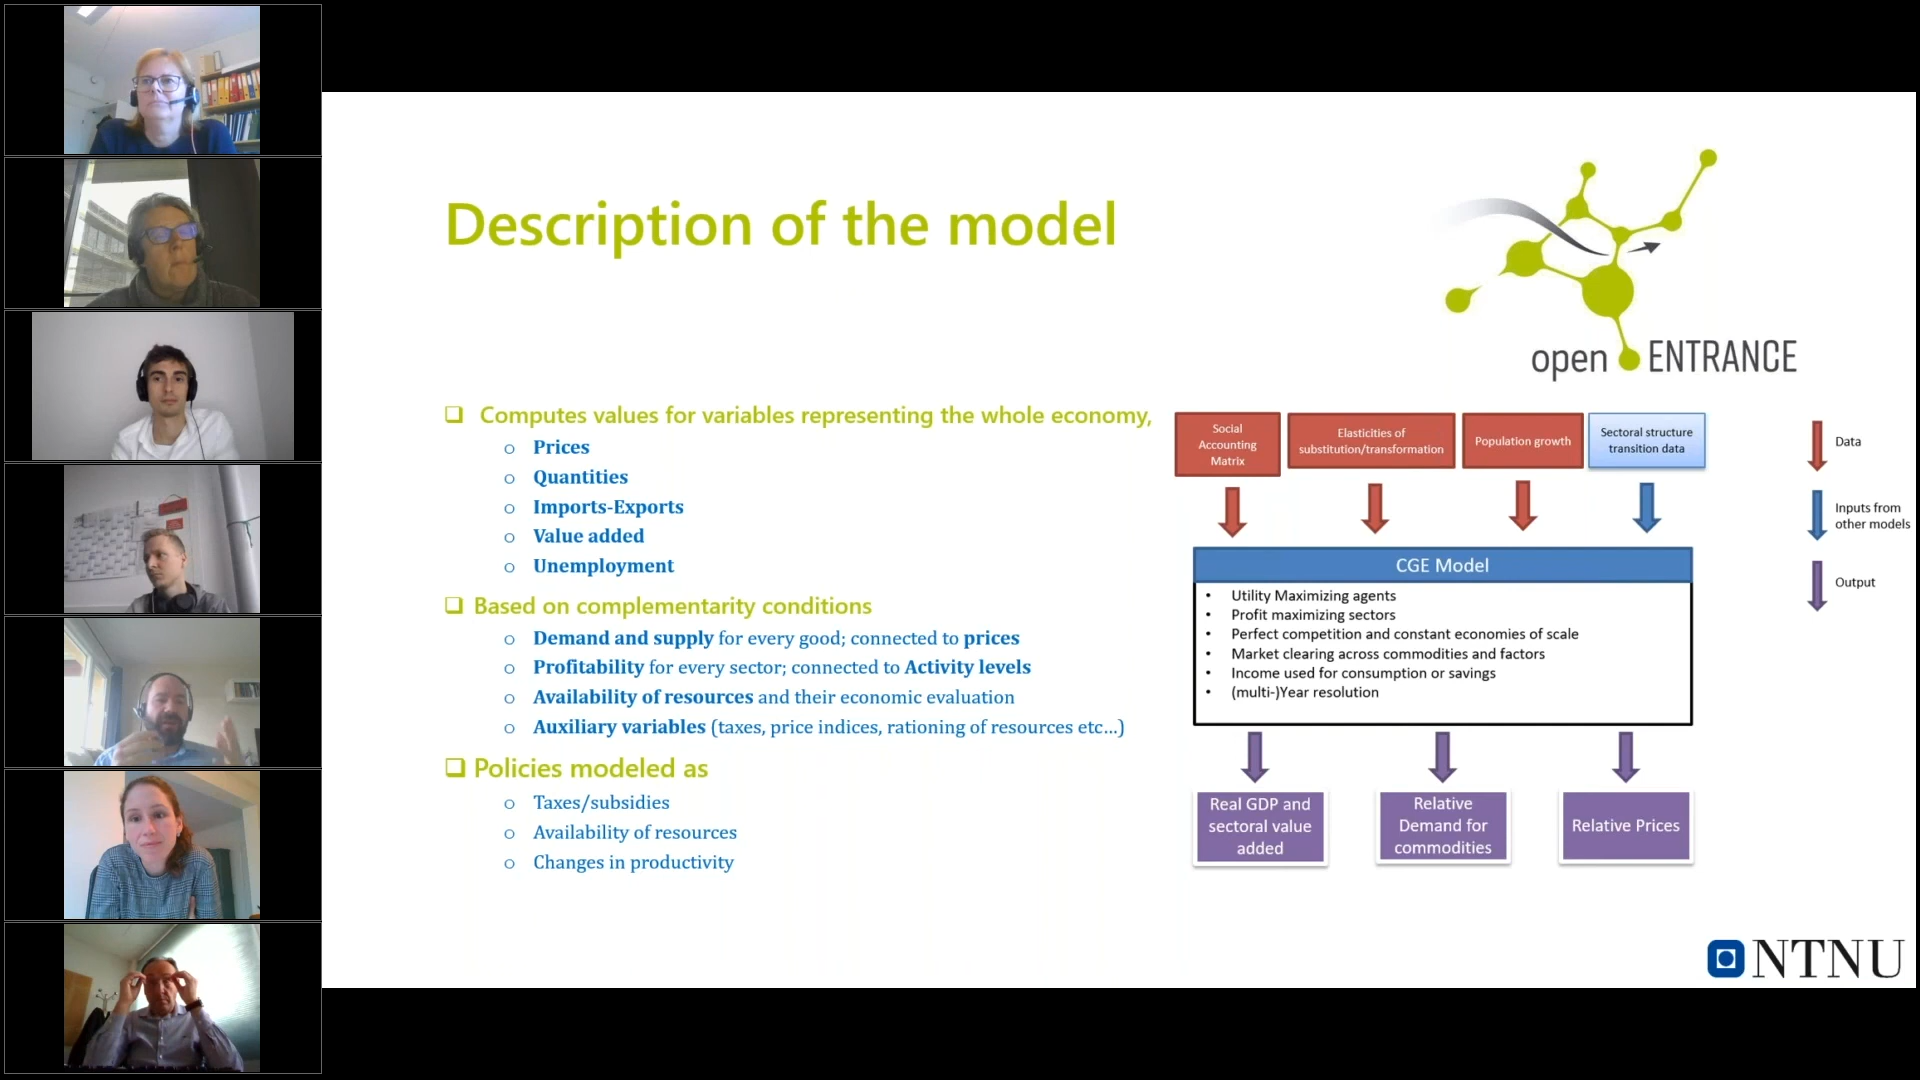 Description of the model
open ENTRANCE
Computes values for variables representing the whole economy,
Prices
Quantities
Imports-Exports
Value added
Unemployment
Based on complementarity conditions
Demand and supply for every good; connected to prices
Profitability for every sector; connected to Activity levels
Availability of resources and their economic evaluation
Auxiliary variables (taxes, price indices, rationing of resources etc...)
Policies modeled as
Taxes/subsidies
Availability of resources
Changes in productivity
Social
Accounting
Matrix
Elasticities of
substitution/transformation
Population growth
Sectoral structure
transition data
Data
Inputs from
other models
Output
CGE Model
• Utility Maximizing agents
• Profit maximizing sectors
• Perfect competition and constant economies of scale
• Market clearing across commodities and factors
• Income used for consumption or savings
• (multi-)Year resolution
Real GDP and
sectoral value
added
Relative
Demand for
commodities
Relative Prices
NTNU